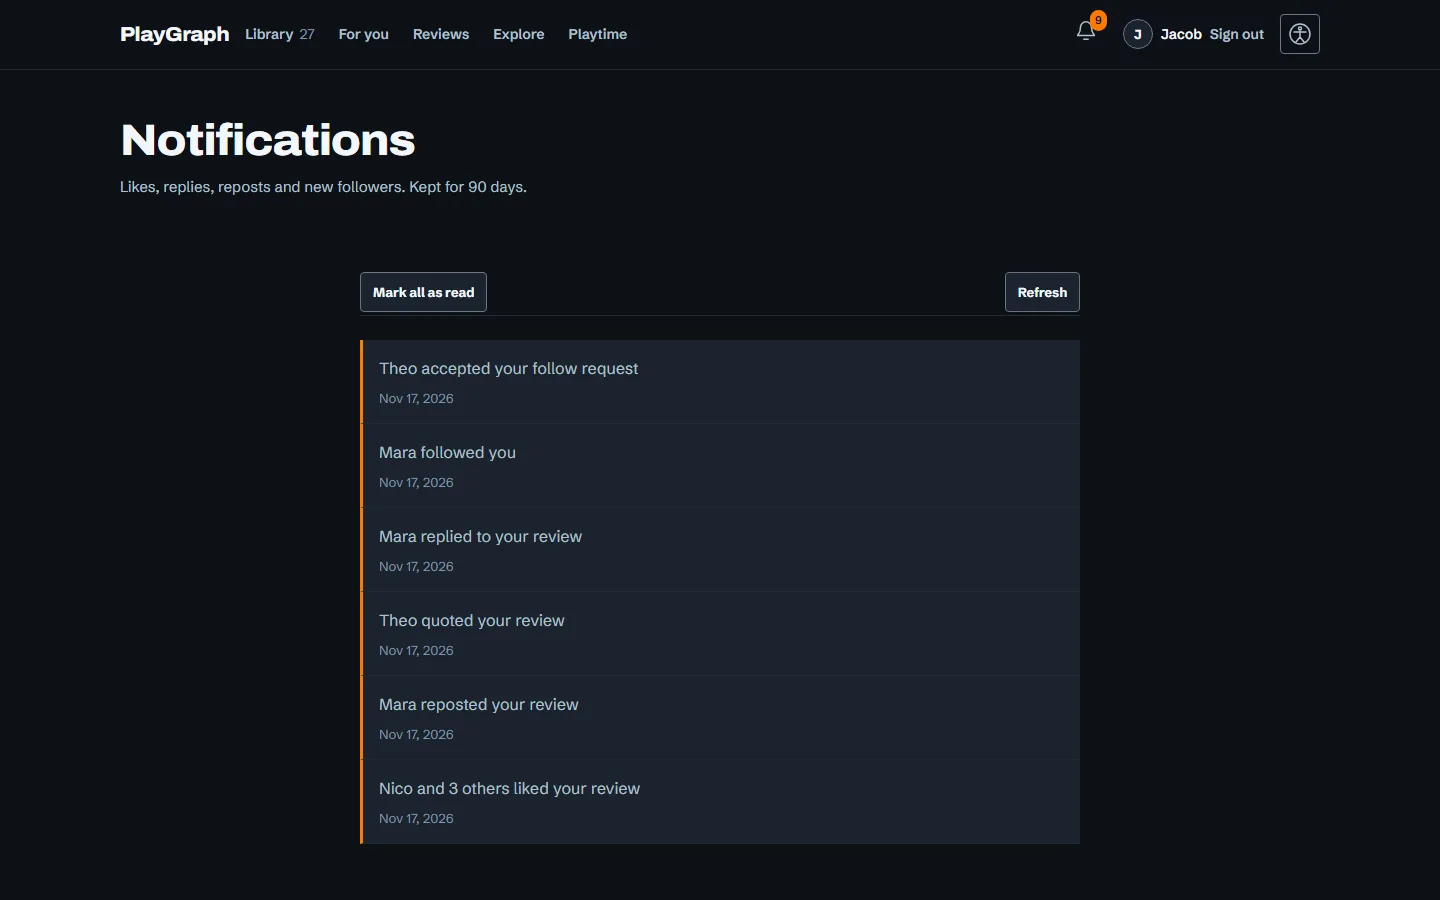 PlayGraph Library 27 For you Reviews Explore Playtime 9 J Jacob Sign out
Notifications
Likes, replies, reposts and new followers. Kept for 90 days.
Mark all as read Refresh
Theo accepted your follow request
Nov 17, 2026
Mara followed you
Nov 17, 2026
Mara replied to your review
Nov 17, 2026
Theo quoted your review
Nov 17, 2026
Mara reposted your review
Nov 17, 2026
Nico and 3 others liked your review
Nov 17, 2026